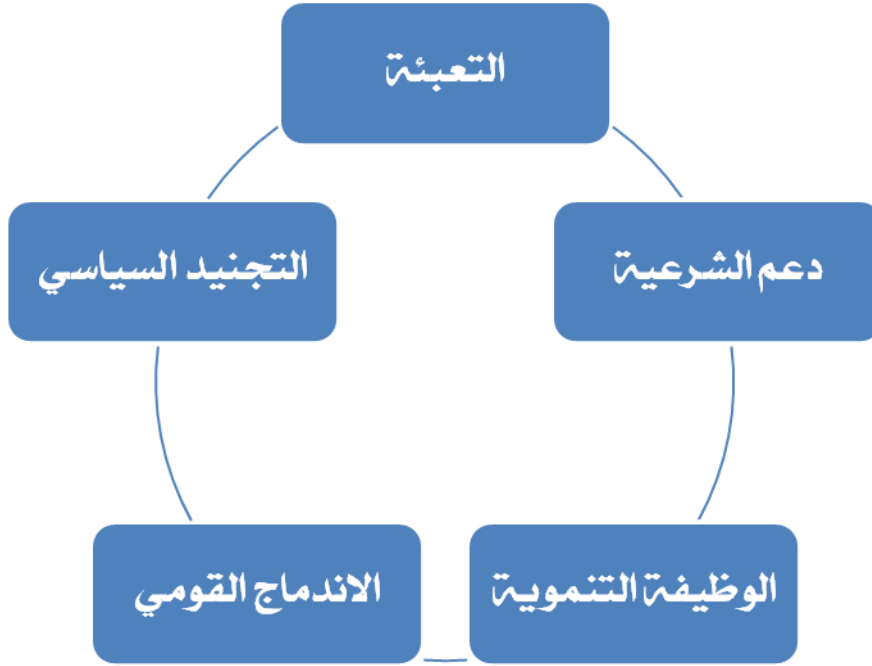 التعبئة
دعم الشرعية
التجنيد السياسي
الوظيفة التنموية
الاندماج القومي